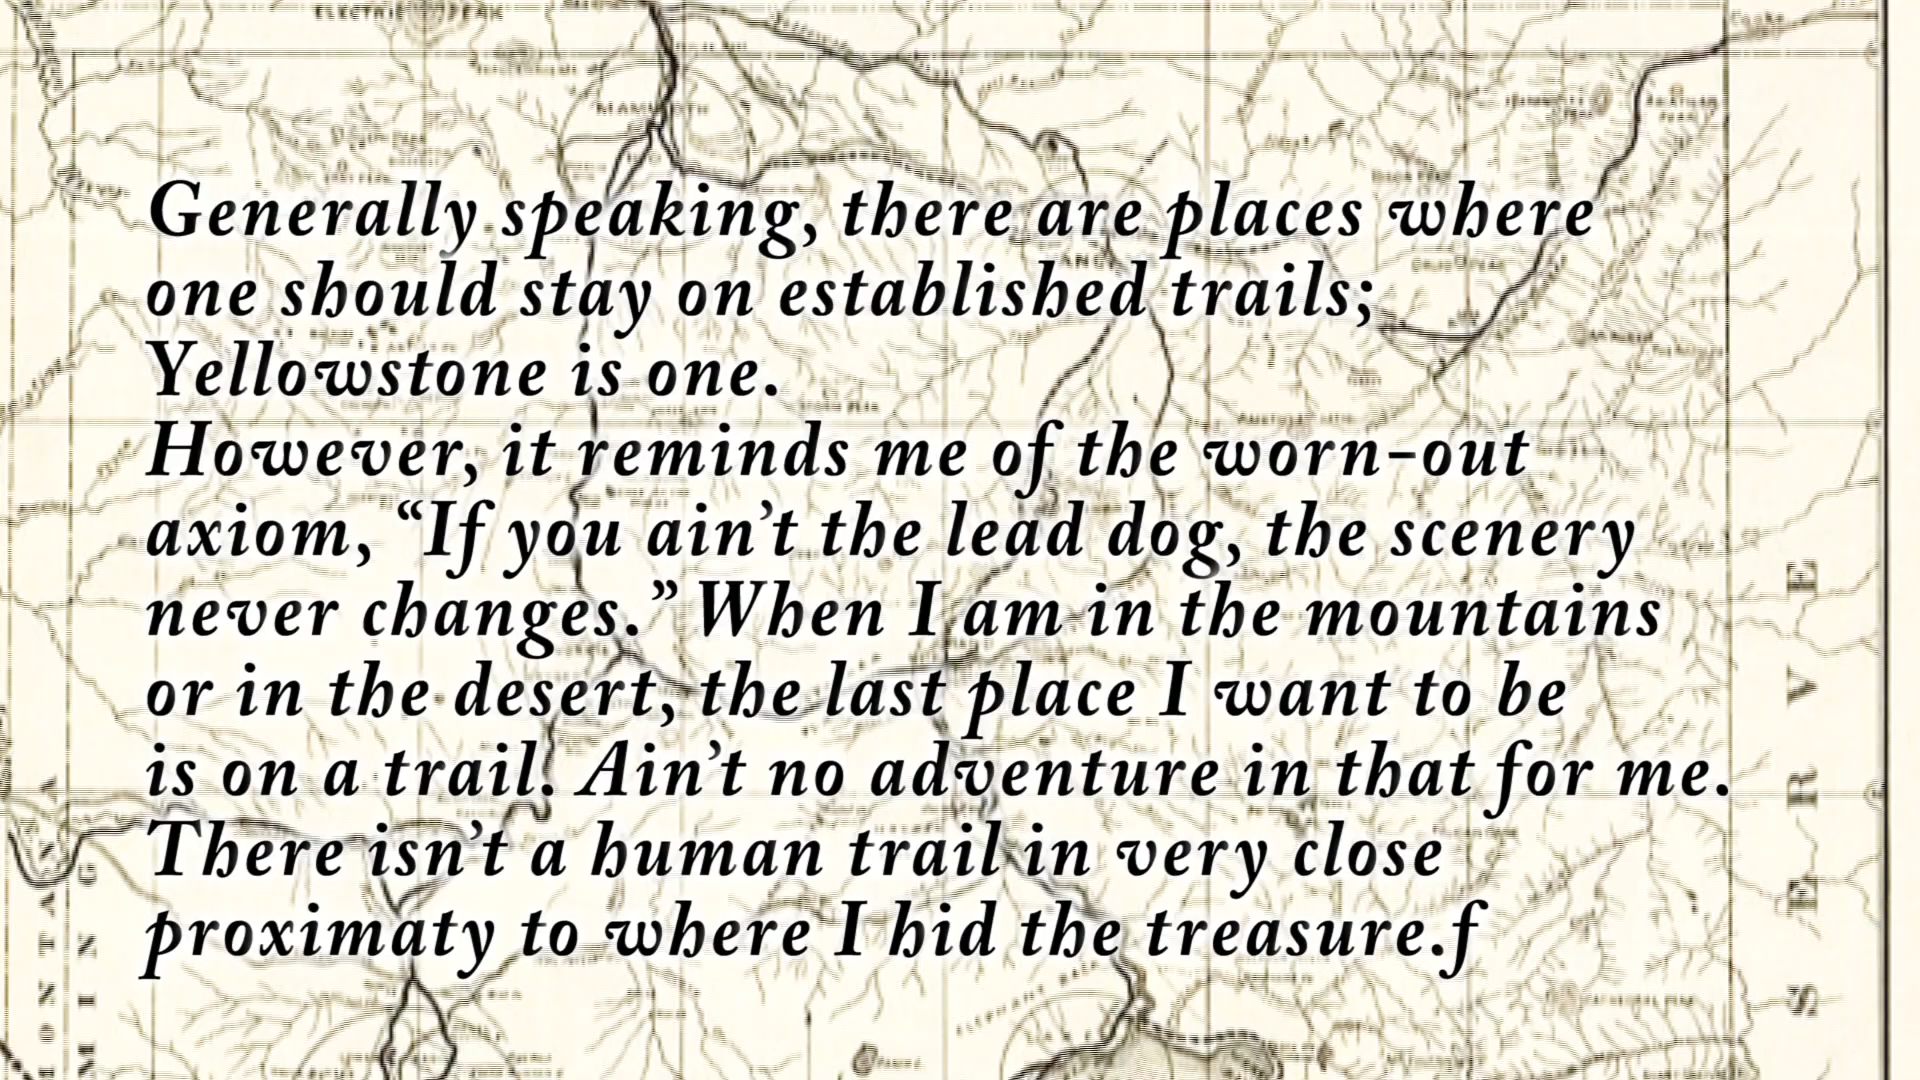 Generally speaking, there are places where
one should stay on established trails;
Yellowstone is one.
However, it reminds me of the worn-out
axiom, “If you ain’t the lead dog, the scenery
never changes.” When I am in the mountains
or in the desert, the last place I want to be
is on a trail. Ain’t no adventure in that for me.
There isn’t a human trail in very close
proximaty to where I hid the treasure.f
MAMMOTH
S E R V E